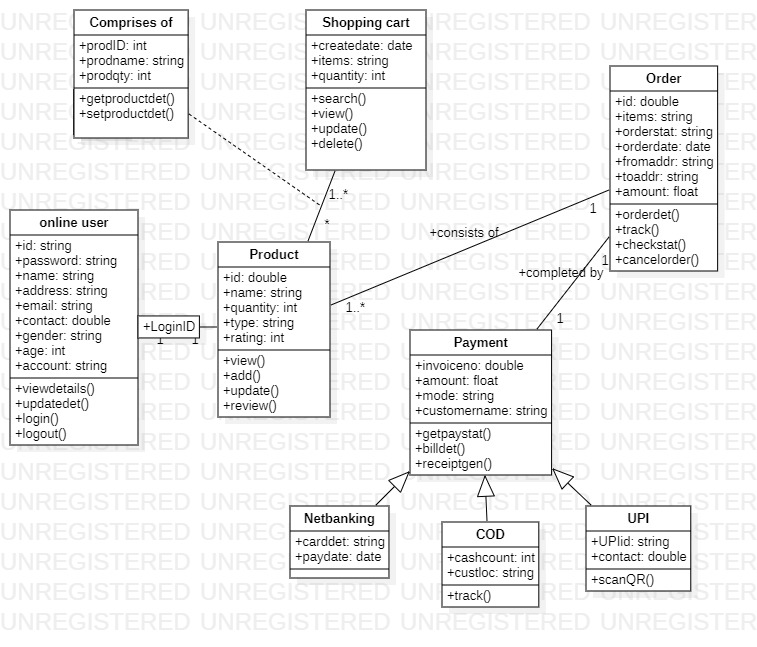 Comprises of
+prodID: int
+prodname: string
+prodqty: int
+getproductdet()
+setproductdet()
Shopping cart
+createdate: date
+items: string
+quantity: int
+search()
+view()
+update()
+delete()
Order
+id: double
+items: string
+orderstat: string
+orderdate: date
+fromaddr: string
+toaddr: string
+amount: float
+orderdet()
+track()
+checkstat()
+cancelorder()
1..*
*
online user
+id: string
+password: string
+name: string
+address: string
+email: string
+contact: double
+gender: string
+age: int
+account: string
+viewdetails()
+updatedet()
+login()
+logout()
+LoginID
1
1
Product
+id: double
+name: string
+quantity: int
+type: string
+rating: int
+view()
+add()
+update()
+review()
1
+consists of
1..*
1
+completed by
1
Payment
+invoiceno: double
+amount: float
+mode: string
+customername: string
+getpaystat()
+billdet()
+receiptgen()
Netbanking
+carddet: string
+paydate: date
COD
+cashcount: int
+custloc: string
+track()
UPI
+UPIid: string
+contact: double
+scanQR()
UNREGISTERED UNREGISTERED UNREGISTERED UNREGISTERED